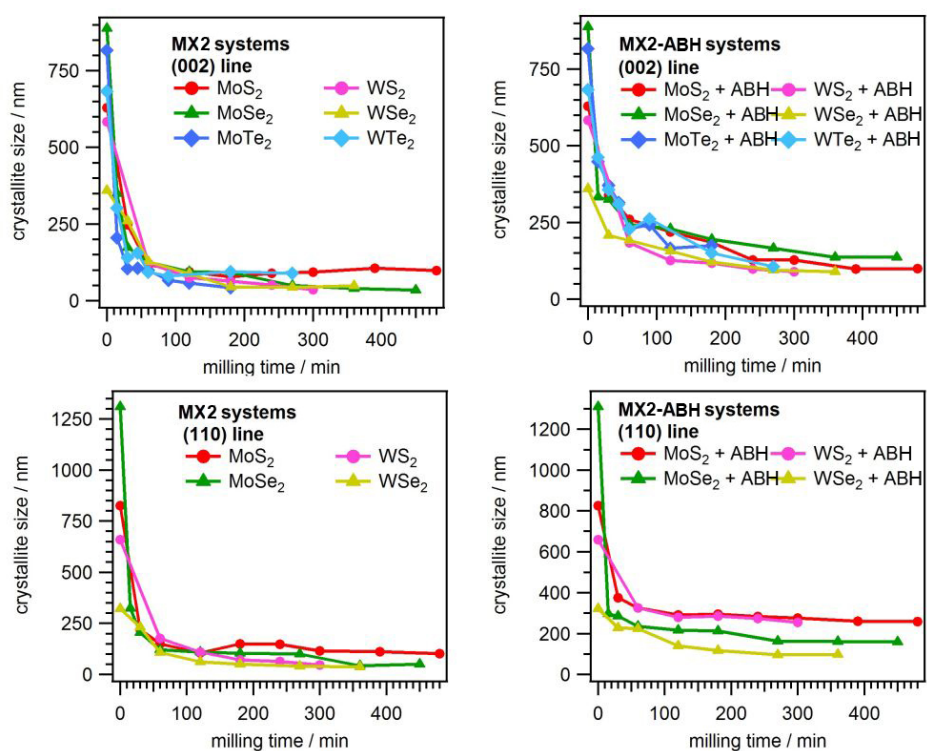 MX2 systems
(002) line
MoS₂ WS₂
MoSe₂ WSe₂
MoTe₂ WTe₂
crystallite size / nm
750
500
250
0
0 100 200 300 400
milling time / min
MX2-ABH systems
(002) line
MoS₂ + ABH WS₂ + ABH
MoSe₂ + ABH WSe₂ + ABH
MoTe₂ + ABH WTe₂ + ABH
crystallite size / nm
750
500
250
0
0 100 200 300 400
milling time / min
MX2 systems
(110) line
MoS₂ WS₂
MoSe₂ WSe₂
crystallite size / nm
1250
1000
750
500
250
0
0 100 200 300 400
milling time / min
MX2-ABH systems
(110) line
MoS₂ + ABH WS₂ + ABH
MoSe₂ + ABH WSe₂ + ABH
crystallite size / nm
1200
1000
800
600
400
200
0
0 100 200 300 400
milling time / min